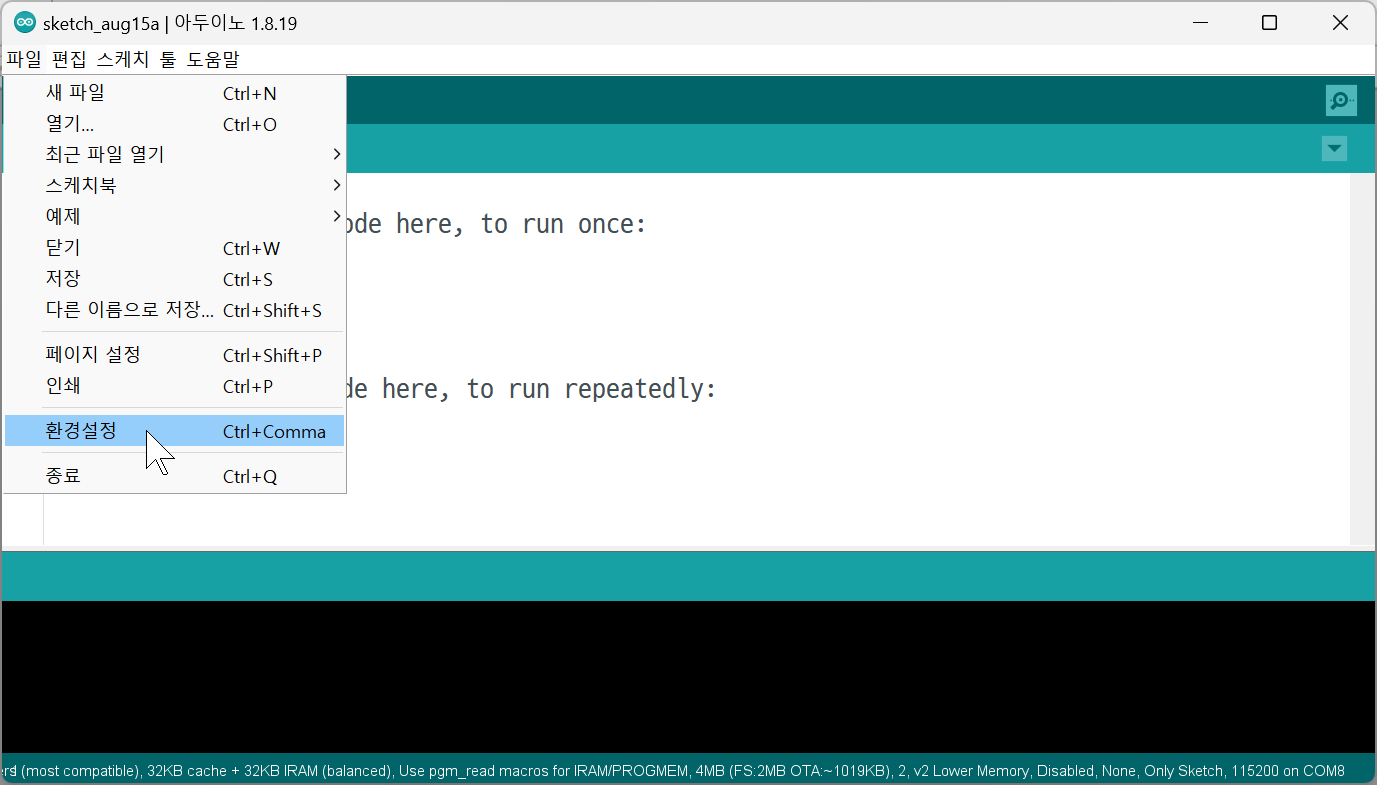 sketch_aug15a | 아두이노 1.8.19
파일 편집 스케치 툴 도움말
새 파일 Ctrl+N
열기... Ctrl+O
최근 파일 열기
스케치북
예제
닫기 Ctrl+W
저장 Ctrl+S
다른 이름으로 저장... Ctrl+Shift+S
페이지 설정 Ctrl+Shift+P
인쇄 Ctrl+P
환경설정 Ctrl+Comma
종료 Ctrl+Q
ode here, to run once:
de here, to run repeatedly:
(most compatible), 32KB cache + 32KB IRAM (balanced), Use pgm_read macros for IRAM/PROGMEM, 4MB (FS:2MB OTA:~1019KB), 2, v2 Lower Memory, Disabled, None, Only Sketch, 115200 on COM8